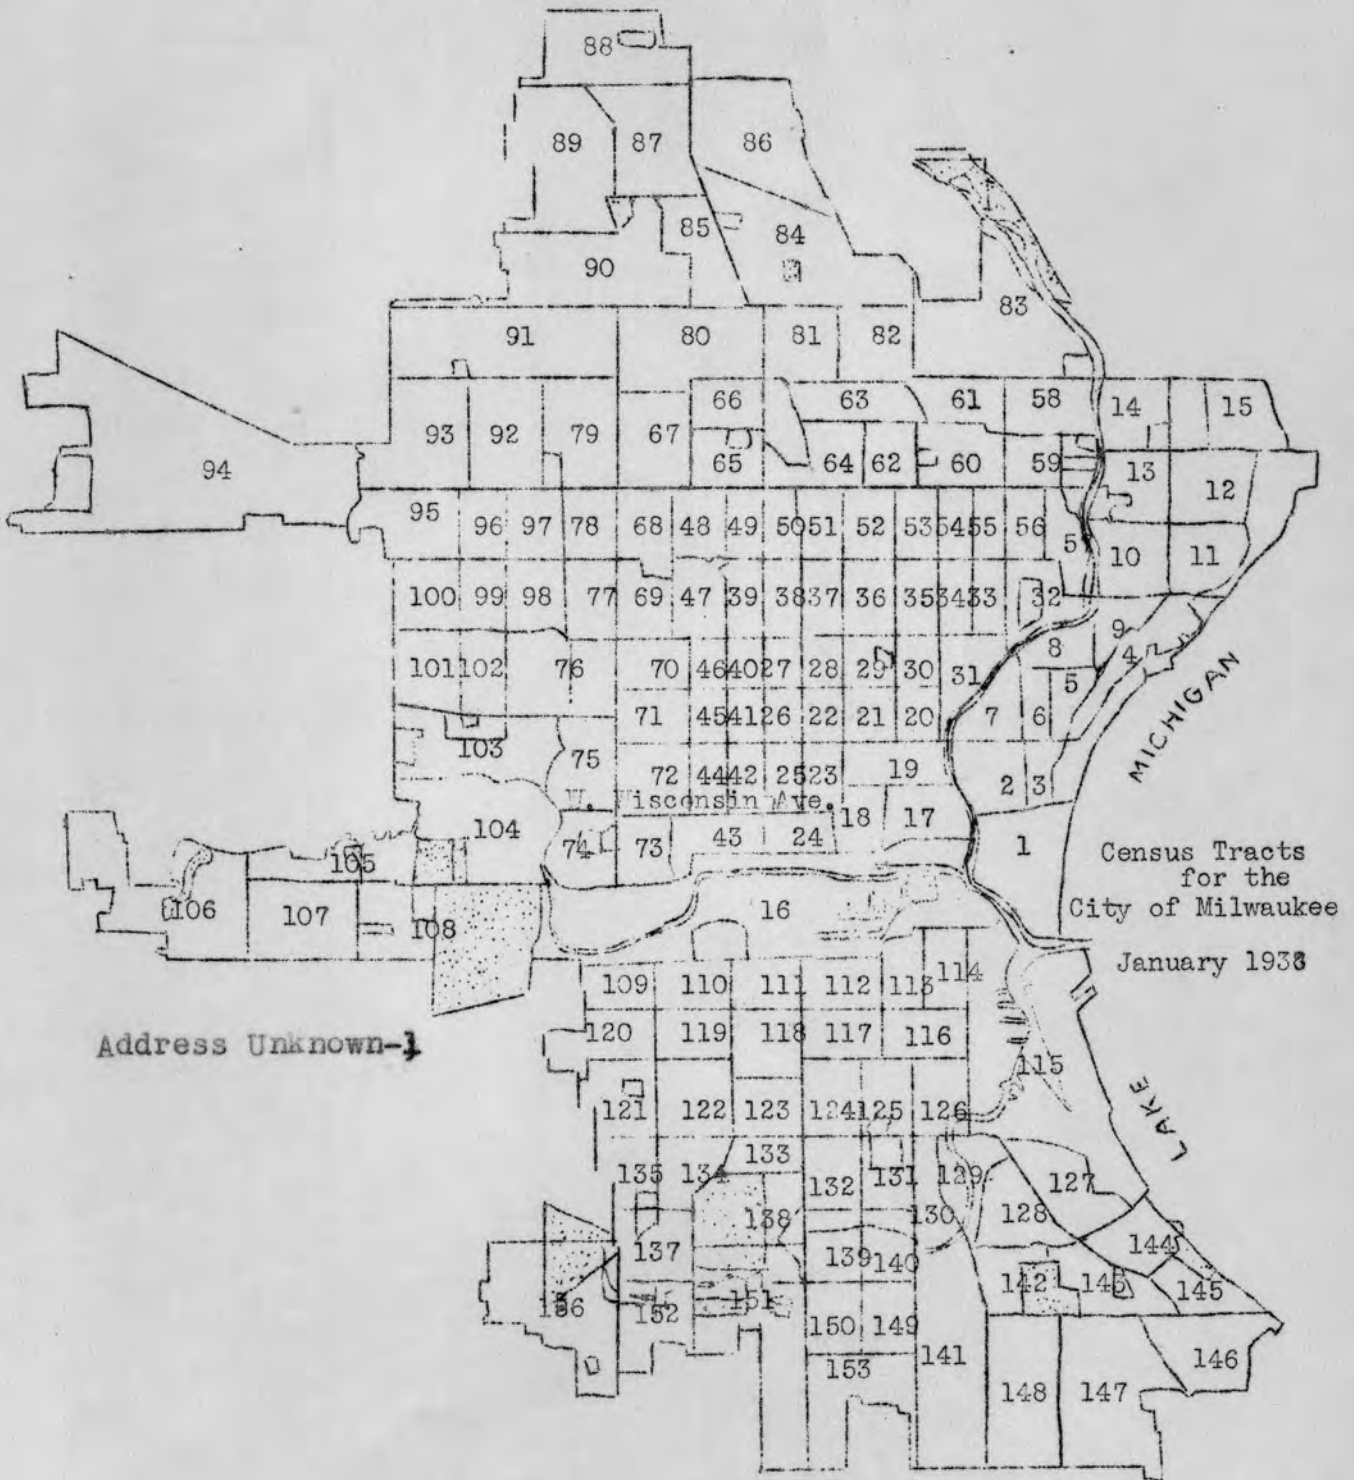 88
89 87 86
85 84
90
83
91 80 81 82
66 63 61 58 14 15
93 92 79 67
94 65 64 62 60 59 13 12
95 96 97 78 68 48 49 50 51 52 53 54 55 56 5 10 11
100 99 98 77 69 47 39 38 37 36 35 34 33 32
9
8 4
101 102 76 70 46 40 27 28 29 30 31 5
71 45 41 26 22 21 20 7 6
103 75
72 44 42 25 23 19 2 3
W. Wisconsin Ave.
104 74 73 43 24 18 17 1
MICHIGAN
Census Tracts
for the
City of Milwaukee
January 1938
105
106 107 108 16
109 110 111 112 113 114
120 119 118 117 116
Address Unknown-1
115
121 122 123 124 125 126
LAKE
133
135 134 132 131 129 127
138 130 128
137 139 140 144
142 145
156 152 151 150 149
153 141 146
148 147